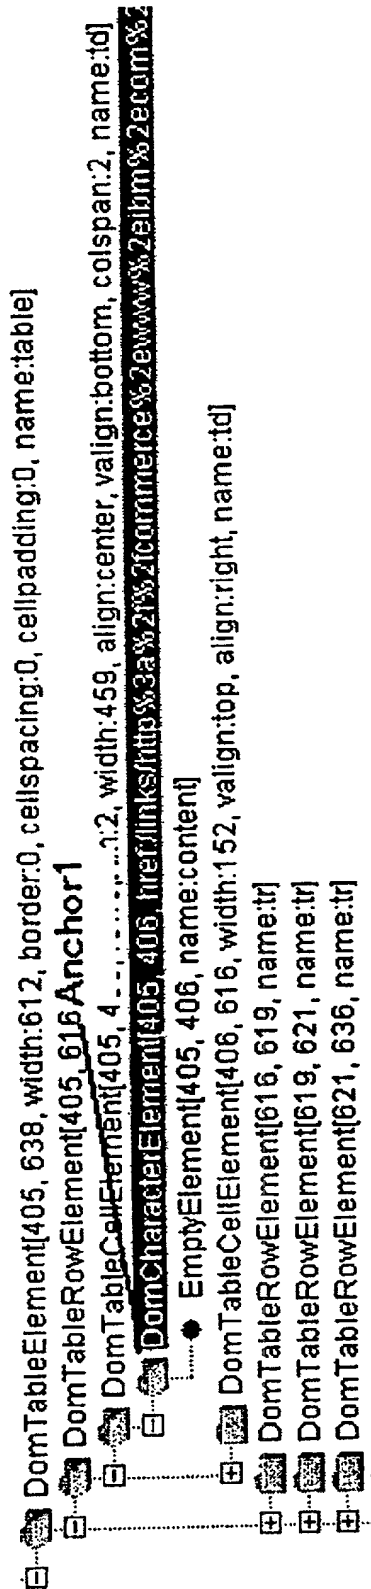 DomTableElement[405, 638, width:612, border:0, cellspacing:0, cellpadding:0, name:table]
DomTableRowElement[405, 616 Anchor1
DomTableCellElement[405, 4 n:2, width:459, align:center, valign:bottom, colspan:2, name:td]
DomCharacterElement[405, 406, href:/links/http%3a%2f%2fcommerce%2ewww%2eibm%2ecom%2
EmptyElement[405, 406, name:content]
DomTableCellElement[406, 616, width:152, valign:top, align:right, name:td]
DomTableRowElement[616, 619, name:tr]
DomTableRowElement[619, 621, name:tr]
DomTableRowElement[621, 636, name:tr]